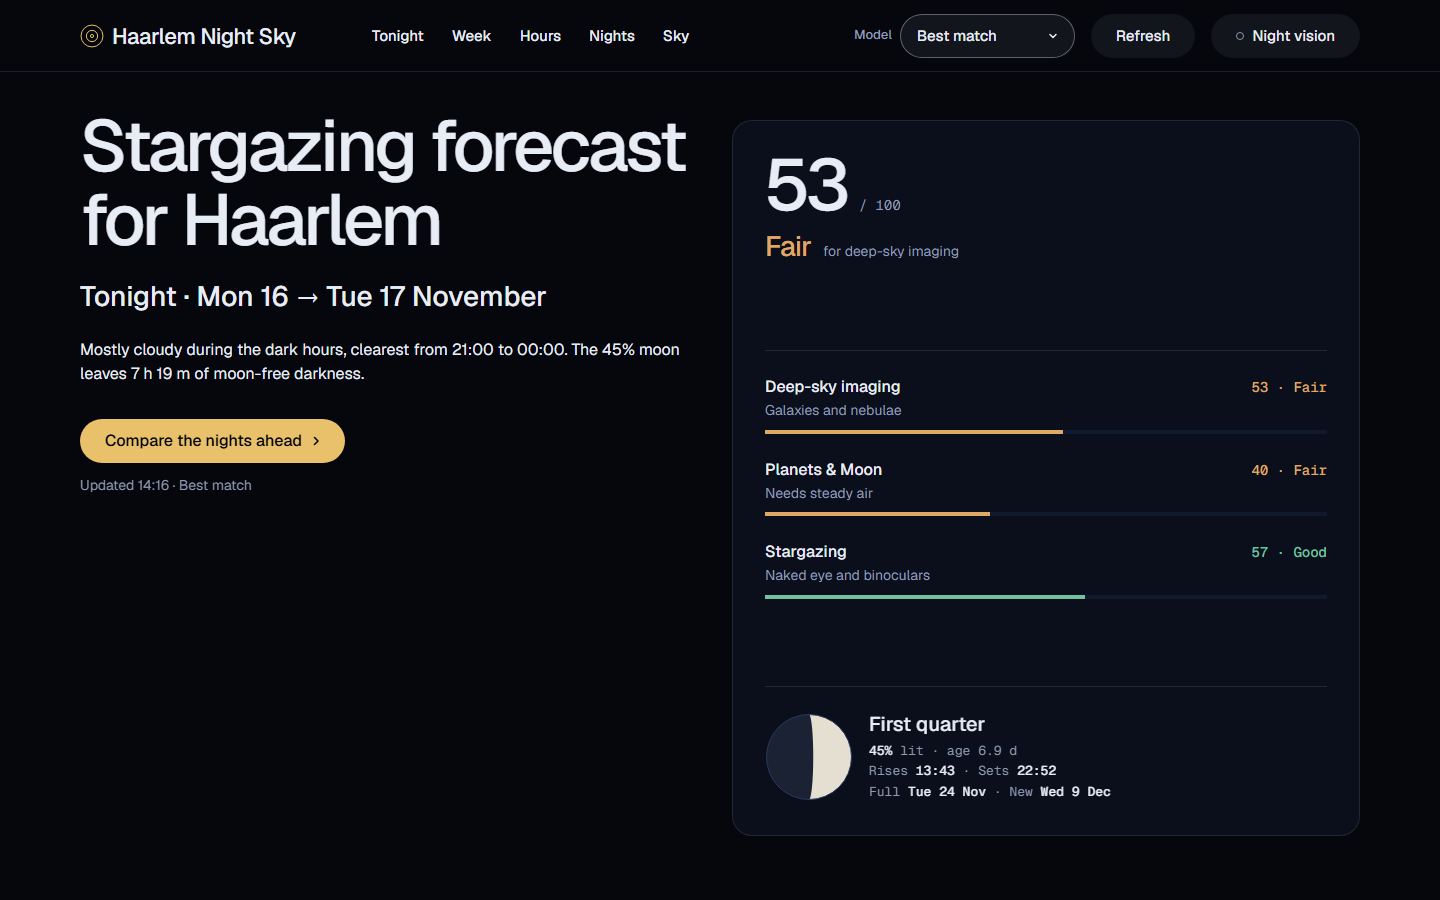 Haarlem Night Sky
Tonight
Week
Hours
Nights
Sky
Model
Best match
Refresh
Night vision
Stargazing forecast
for Haarlem
Tonight · Mon 16 → Tue 17 November
Mostly cloudy during the dark hours, clearest from 21:00 to 00:00. The 45% moon
leaves 7 h 19 m of moon-free darkness.
Compare the nights ahead
Updated 14:16 · Best match
53 / 100
Fair for deep-sky imaging
Deep-sky imaging 53 · Fair
Galaxies and nebulae
Planets & Moon 40 · Fair
Needs steady air
Stargazing 57 · Good
Naked eye and binoculars
First quarter
45% lit · age 6.9 d
Rises 13:43 · Sets 22:52
Full Tue 24 Nov · New Wed 9 Dec